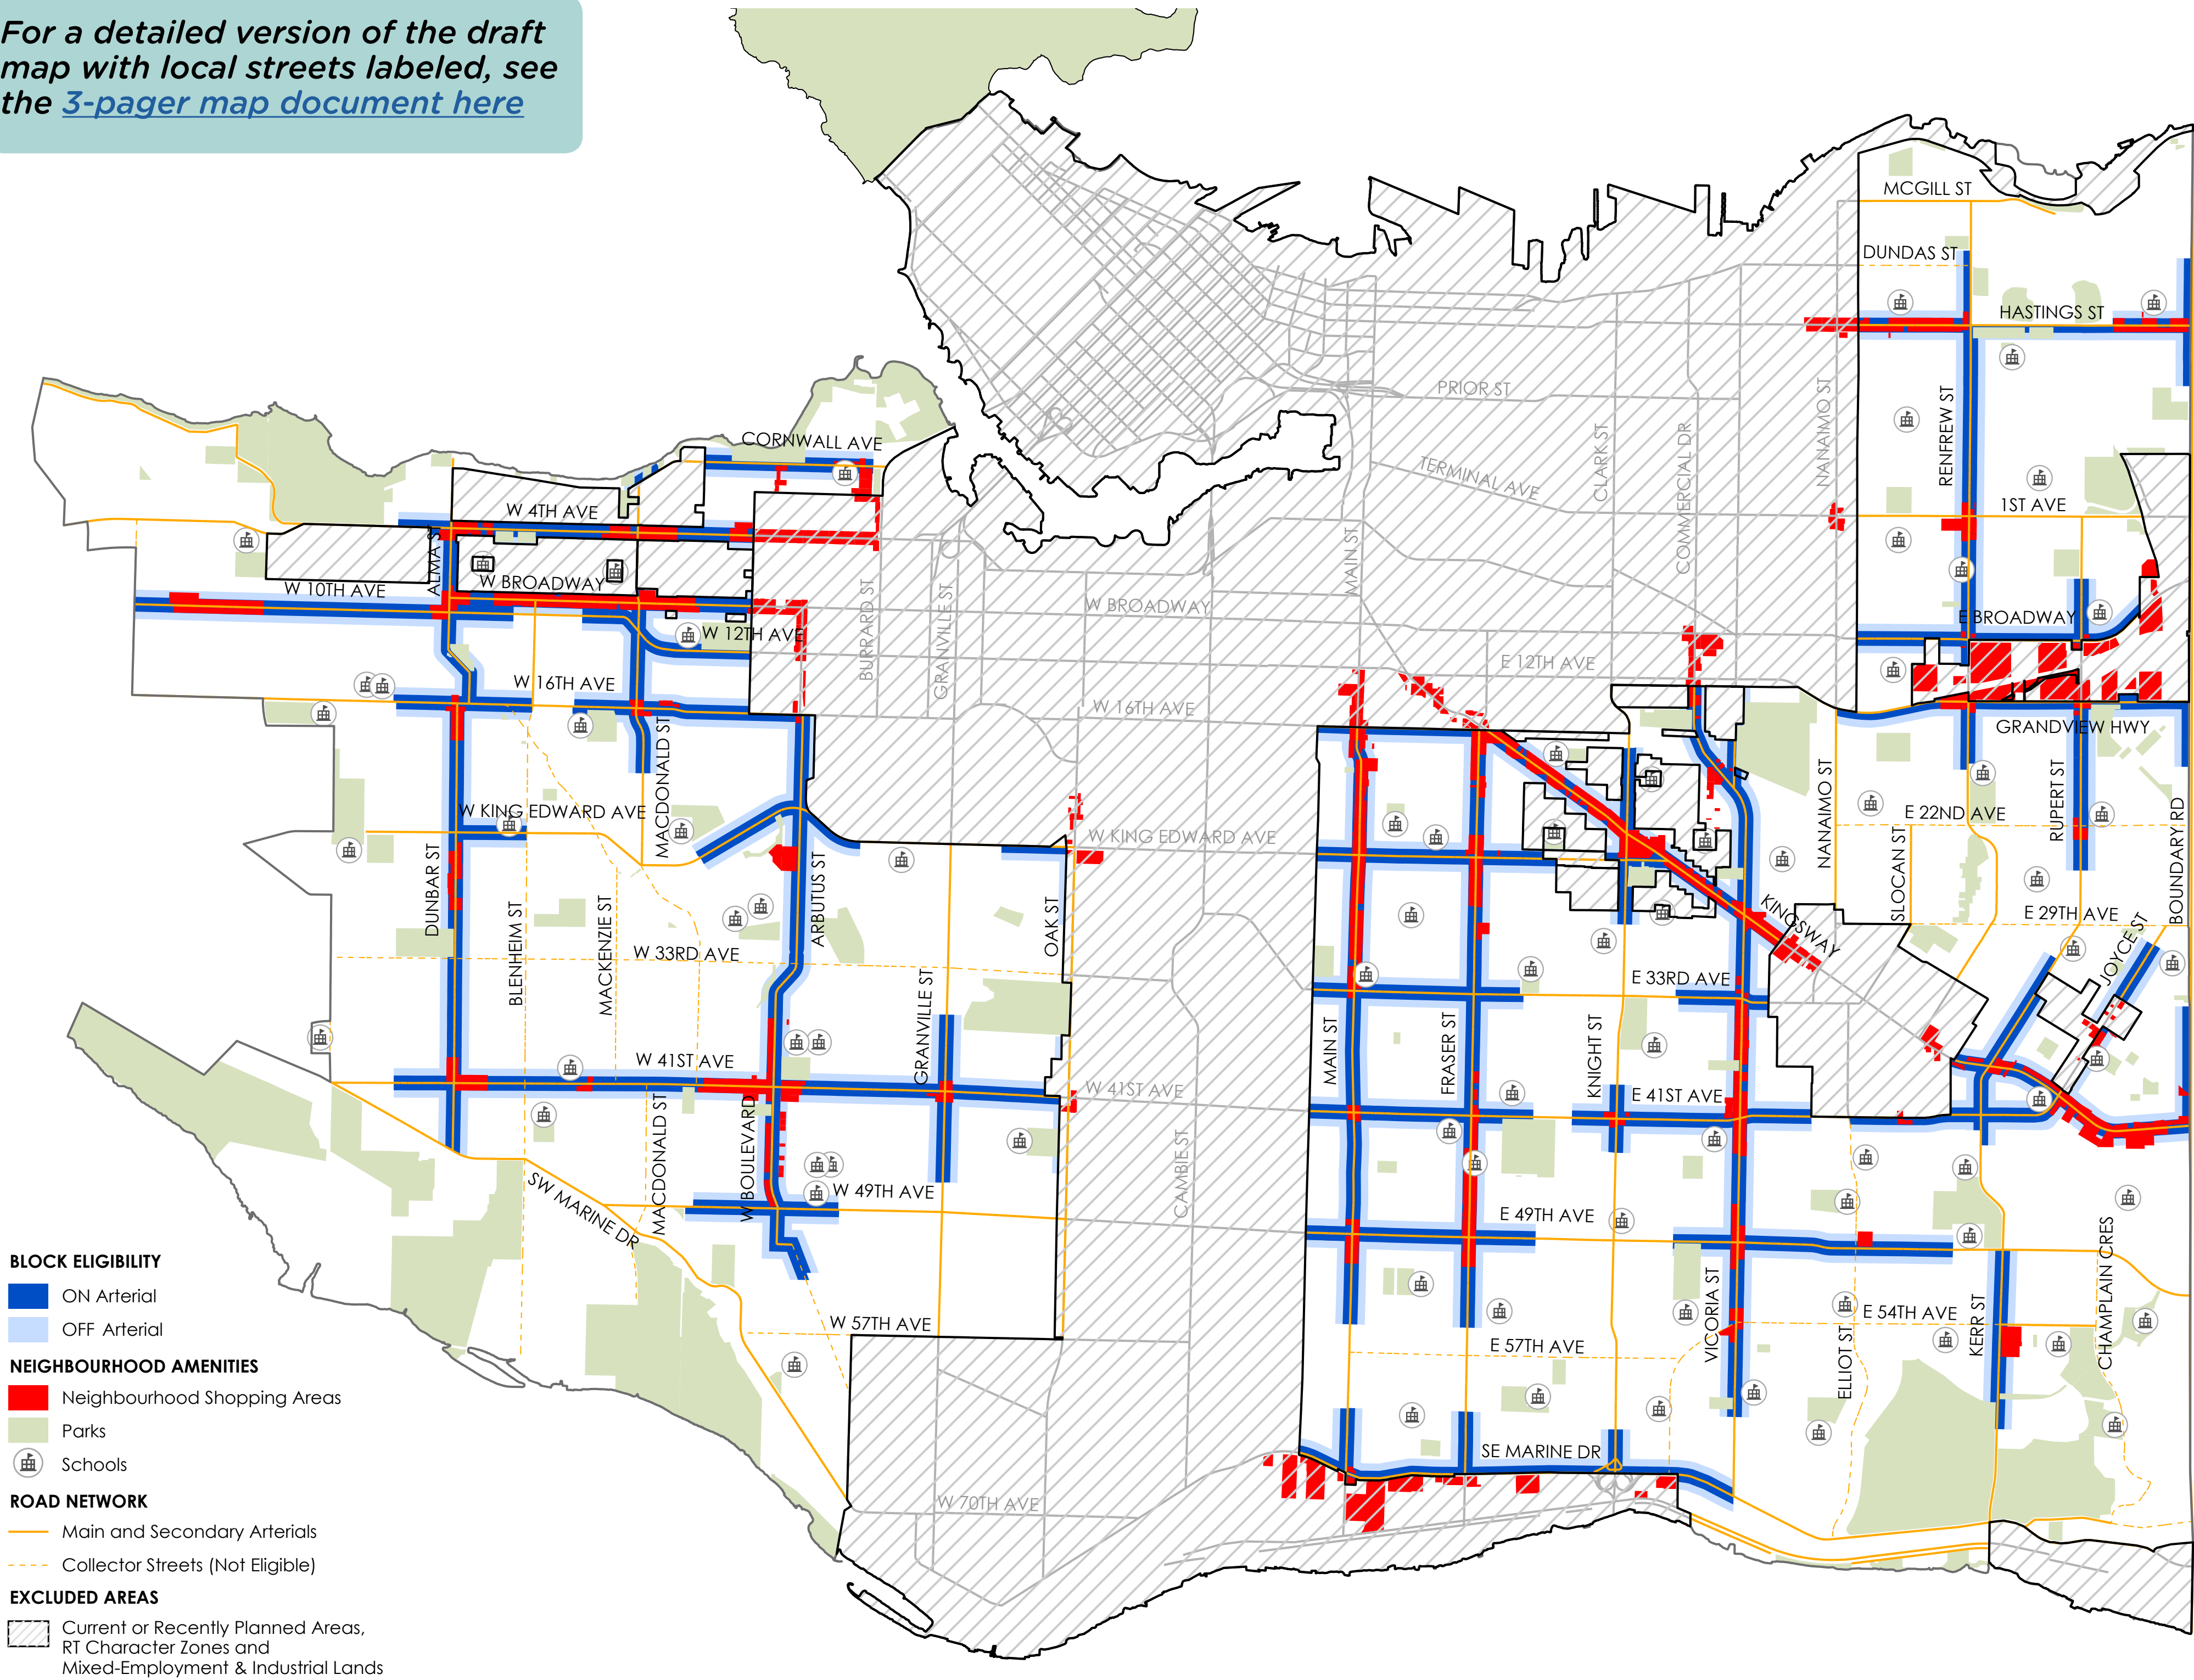 For a detailed version of the draft
map with local streets labeled, see
the 3-pager map document here
MCGILL ST
DUNDAS ST
HASTINGS ST
PRIOR ST
NANAIMO ST
RENFREW ST
CLARK ST
COMMERCIAL DR
TERMINAL AVE
1ST AVE
CORNWALL AVE
W 4TH AVE
ALMA ST
W BROADWAY
W 10TH AVE
W 12TH AVE
BURRARD ST
GRANVILLE ST
W BROADWAY
MAIN ST
E BROADWAY
E 12TH AVE
W 16TH AVE
W 16TH AVE
GRANDVIEW HWY
MACDONALD ST
W KING EDWARD AVE
W KING EDWARD AVE
NANAIMO ST
SLOCAN ST
E 22ND AVE
RUPERT ST
BOUNDARY RD
DUNBAR ST
BLENHEIM ST
MACKENZIE ST
ARBUTUS ST
OAK ST
KINGSWAY
E 29TH AVE
JOYCE ST
W 33RD AVE
E 33RD AVE
GRANVILLE ST
MAIN ST
FRASER ST
KNIGHT ST
W 41ST AVE
W 41ST AVE
E 41ST AVE
MACDONALD ST
W BOULEVARD
CAMBIE ST
SW MARINE DR
W 49TH AVE
E 49TH AVE
VICTORIA ST
ELLIOT ST
E 54TH AVE
KERR ST
CHAMPLAIN CRES
W 57TH AVE
E 57TH AVE
SE MARINE DR
W 70TH AVE
BLOCK ELIGIBILITY
ON Arterial
OFF Arterial
NEIGHBOURHOOD AMENITIES
Neighbourhood Shopping Areas
Parks
Schools
ROAD NETWORK
Main and Secondary Arterials
Collector Streets (Not Eligible)
EXCLUDED AREAS
Current or Recently Planned Areas,
RT Character Zones and
Mixed-Employment & Industrial Lands